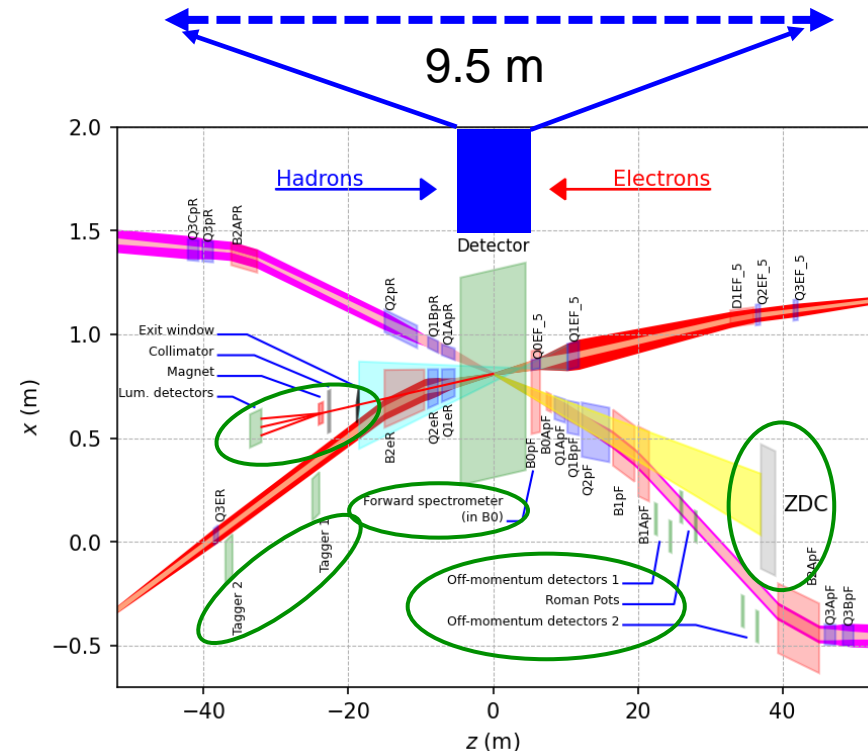 9.5 m
Hadrons
Electrons
Detector
2.0
1.5
1.0
0.5
0.0
−0.5
x (m)
Q3CpR
Q3pR
B2APR
Q2pR
Q1BpR
Q1ApR
Q0EF_5
Q1EF_5
D1EF_5
Q2EF_5
Q3EF_5
Exit window
Collimator
Magnet
Lum. detectors
B2eR
Q2eR
Q1eR
B0pF
B0ApF
Q1ApF
Q1BpF
Q2pF
B1pF
B1ApF
Q3ER
Tagger 1
Tagger 2
Forward spectrometer
(in B0)
ZDC
Off-momentum detectors 1
Roman Pots
Off-momentum detectors 2
B2ApF
Q3ApF
Q3BpF
−40
−20
0
20
40
z (m)